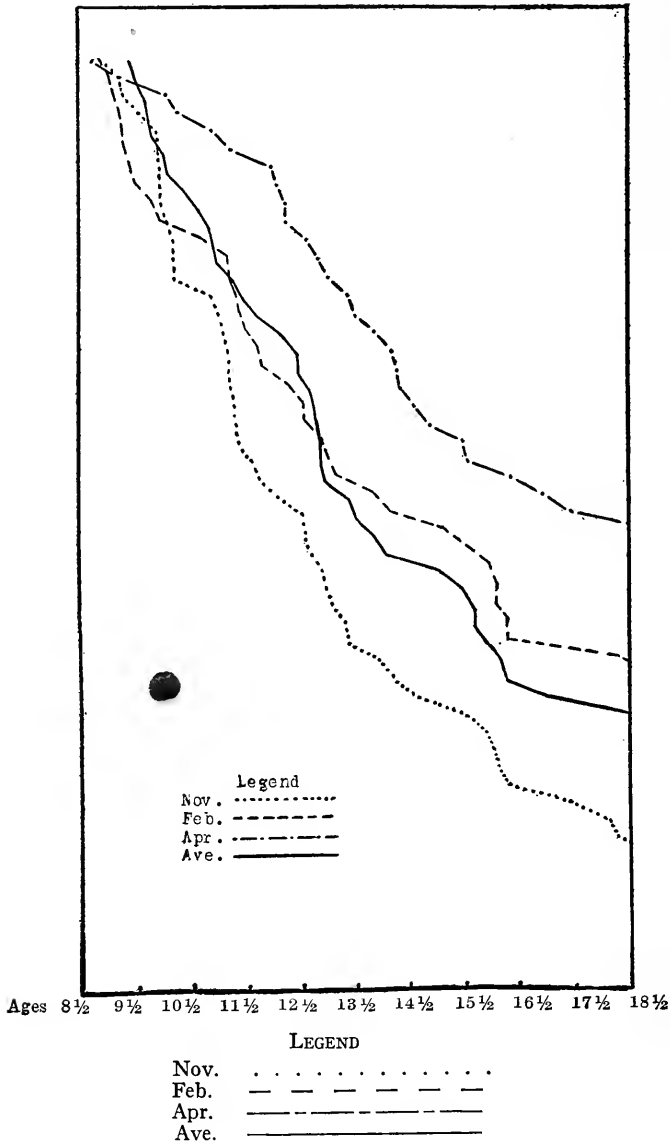 Legend
Nov.
Feb.
Apr.
Ave.
Ages 8½ 9½ 10½ 11½ 12½ 13½ 14½ 15½ 16½ 17½ 18½
LEGEND
Nov.
Feb.
Apr.
Ave.